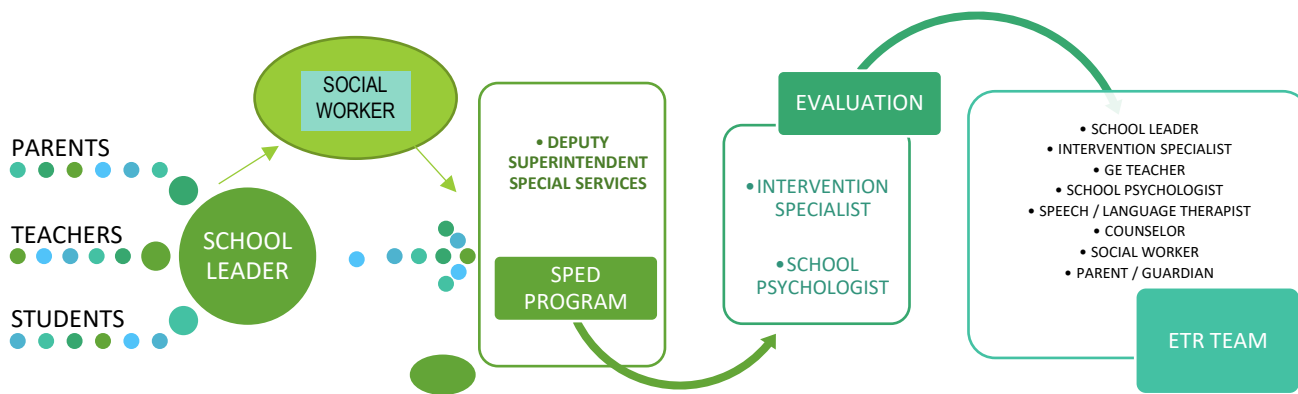 PARENTS
TEACHERS
STUDENTS
SCHOOL
LEADER
SOCIAL
WORKER
• DEPUTY
SUPERINTENDENT
SPECIAL SERVICES
SPED
PROGRAM
EVALUATION
• INTERVENTION
SPECIALIST
• SCHOOL
PSYCHOLOGIST
• SCHOOL LEADER
• INTERVENTION SPECIALIST
• GE TEACHER
• SCHOOL PSYCHOLOGIST
• SPEECH / LANGUAGE THERAPIST
• COUNSELOR
• SOCIAL WORKER
• PARENT / GUARDIAN
ETR TEAM